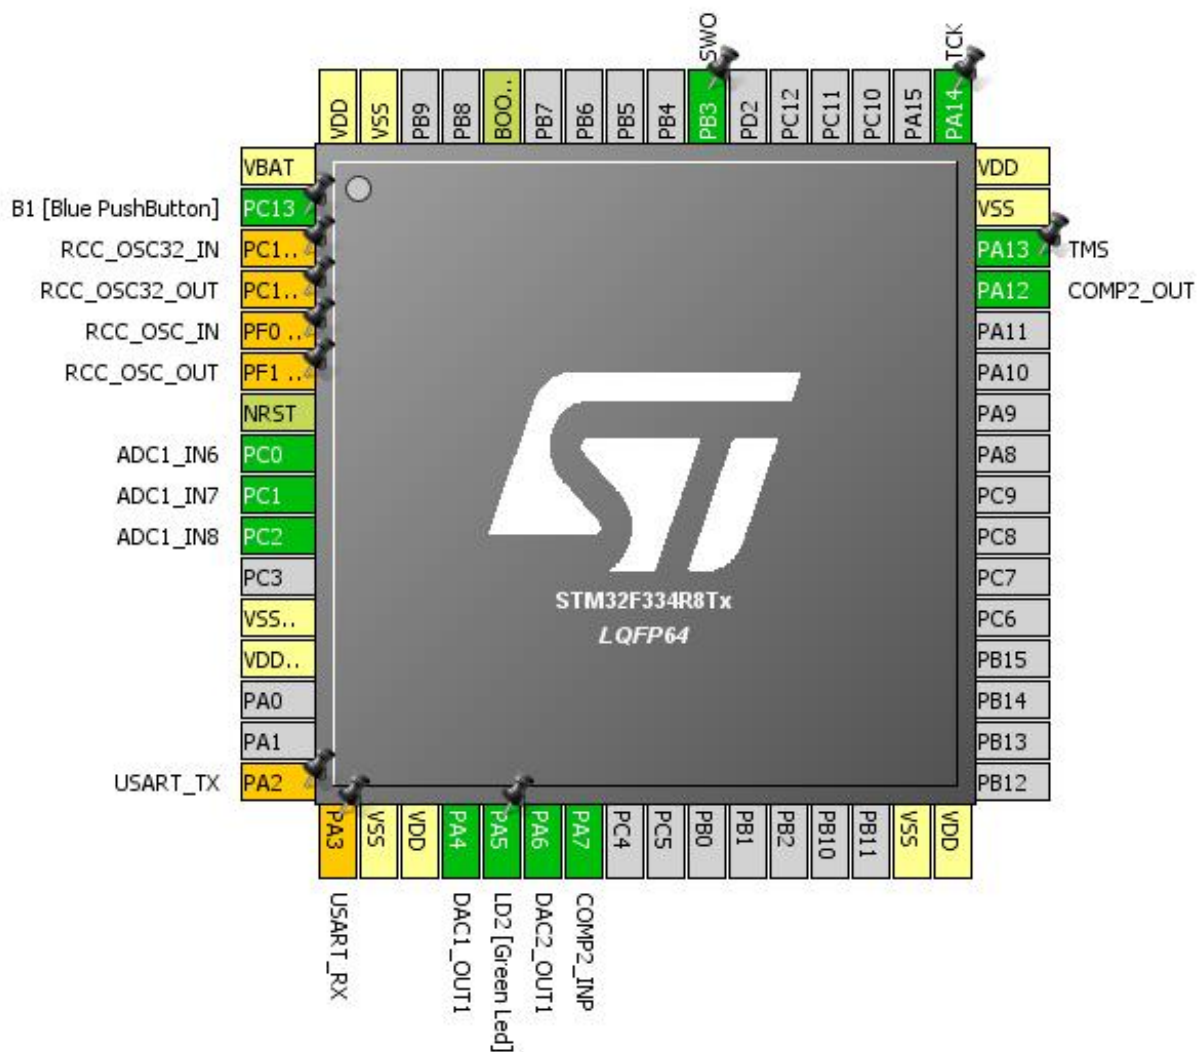 SWO
TCK
VDD
VSS
PB9
PB8
BOO..
PB7
PB6
PB5
PB4
PB3
PD2
PC12
PC11
PC10
PA15
PA14
VBAT
B1 [Blue PushButton] PC13
RCC_OSC32_IN PC1..
RCC_OSC32_OUT PC1..
RCC_OSC_IN PF0 ..
RCC_OSC_OUT PF1 ..
NRST
ADC1_IN6 PC0
ADC1_IN7 PC1
ADC1_IN8 PC2
PC3
VSS..
VDD..
PA0
PA1
USART_TX PA2
ST
STM32F334R8Tx
LQFP64
VDD
VSS
PA13 TMS
PA12 COMP2_OUT
PA11
PA10
PA9
PA8
PC9
PC8
PC7
PC6
PB15
PB14
PB13
PB12
PA3
VSS
VDD
PA4
PA5
PA6
PA7
PC4
PC5
PB0
PB1
PB2
PB10
PB11
VSS
VDD
USART_RX
DAC1_OUT1
LD2 [Green Led]
DAC2_OUT1
COMP2_INP